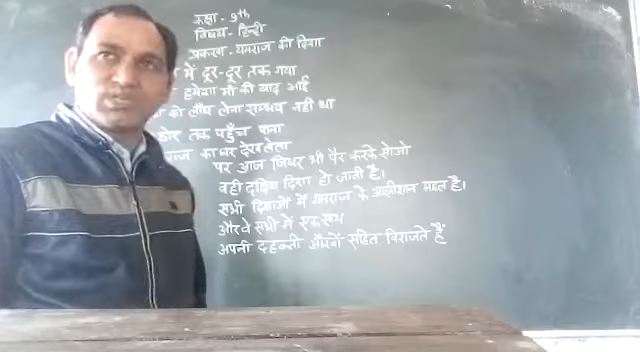 कक्षा - 9th
विषय - हिन्दी
प्रकरण - यमराज की दिशा
में दूर-दूर तक गया
हमेशा माँ की याद आई
को लाँघ लेना सम्भव नहीं था
छोर तक पहुँच पाना
का घर देख लेता
पर आज जिधर भी पैर करके सोओ
वही दक्षिण दिशा हो जाती है।
सभी दिशाओं में यमराज के आलीशान महल है।
और वे सभी में एक साथ
अपनी दहकती आँखों सहित विराजते हैं